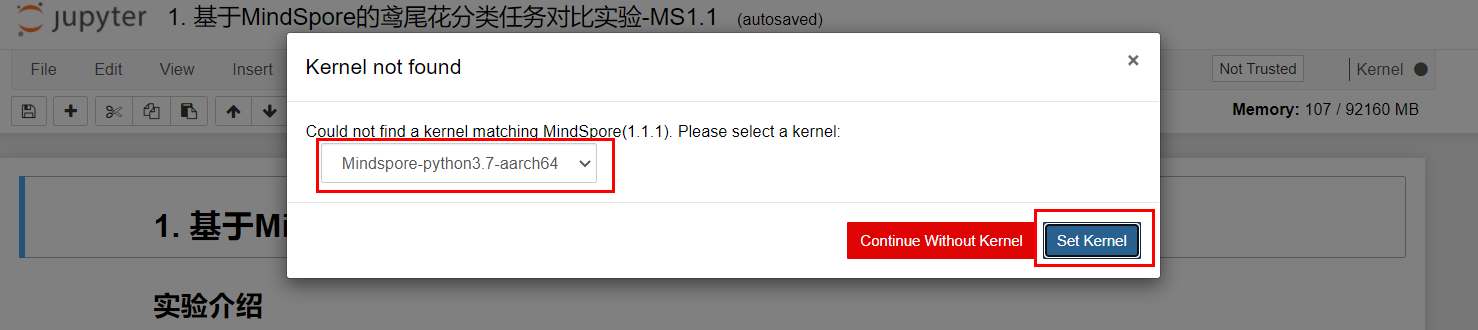 jupyter 1. 基于MindSpore的鸢尾花分类任务对比实验-MS1.1 (autosaved)
Kernel not found ×
File Edit View Insert Not Trusted Kernel
Memory: 107 / 92160 MB
Could not find a kernel matching MindSpore(1.1.1). Please select a kernel:
Mindspore-python3.7-aarch64
1. 基于Mi
Continue Without Kernel Set Kernel
实验介绍